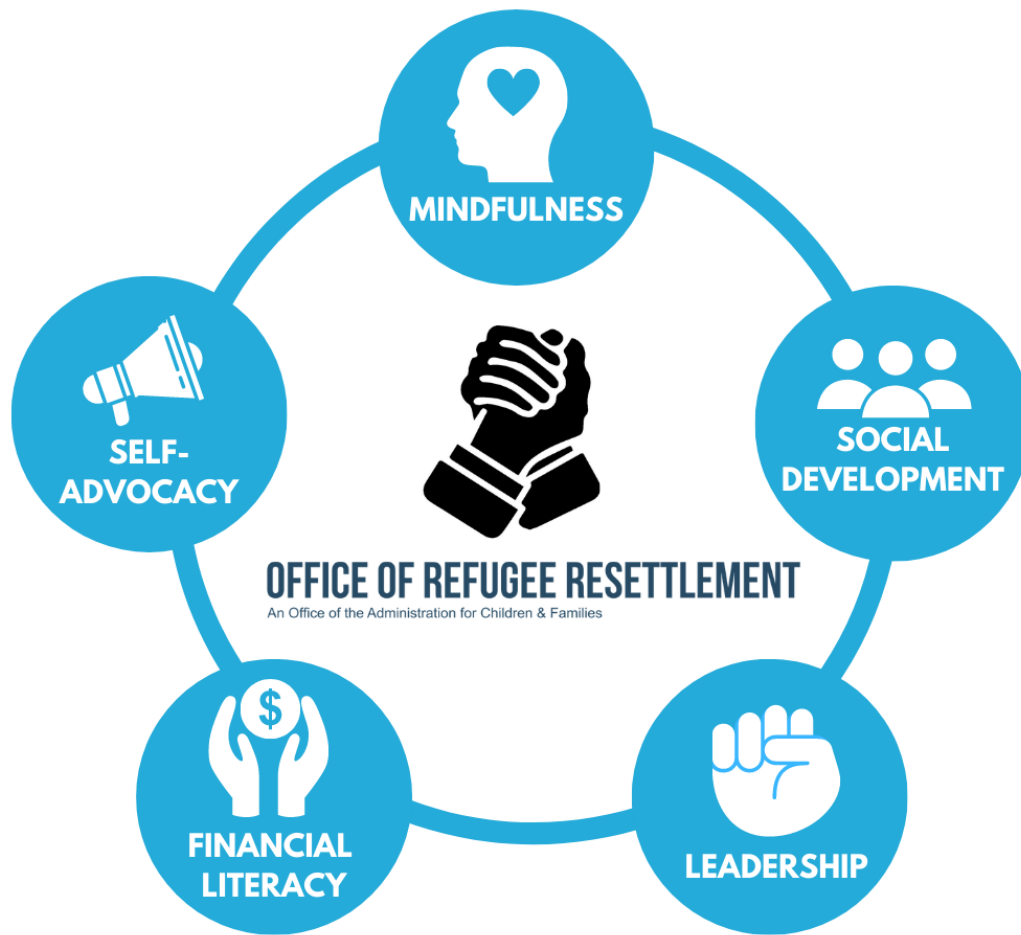 MINDFULNESS
SELF-
ADVOCACY
SOCIAL
DEVELOPMENT
OFFICE OF REFUGEE RESETTLEMENT
An Office of the Administration for Children & Families
$
FINANCIAL
LITERACY
LEADERSHIP